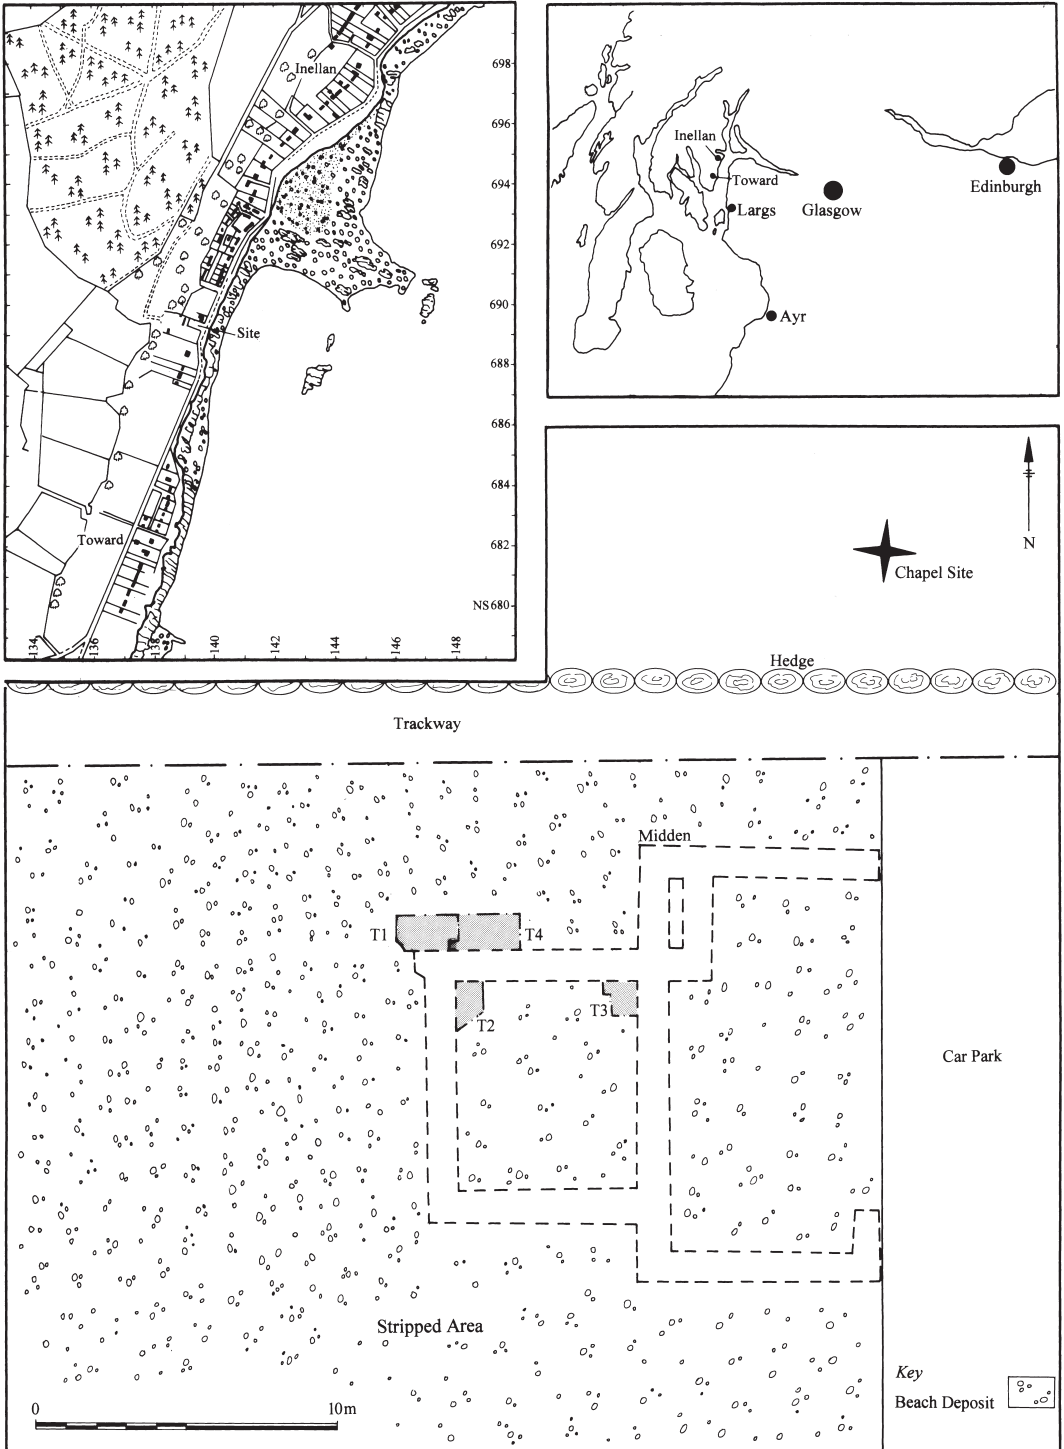 Inellan
Site
Toward
698
696
694
692
690
688
686
684
682
NS680
134
136
138
140
142
144
146
148
Inellan
Toward
Largs
Glasgow
Edinburgh
Ayr
N
Chapel Site
Hedge
Trackway
Midden
T1
T4
T2
T3
Car Park
Stripped Area
Key
Beach Deposit
0
10m